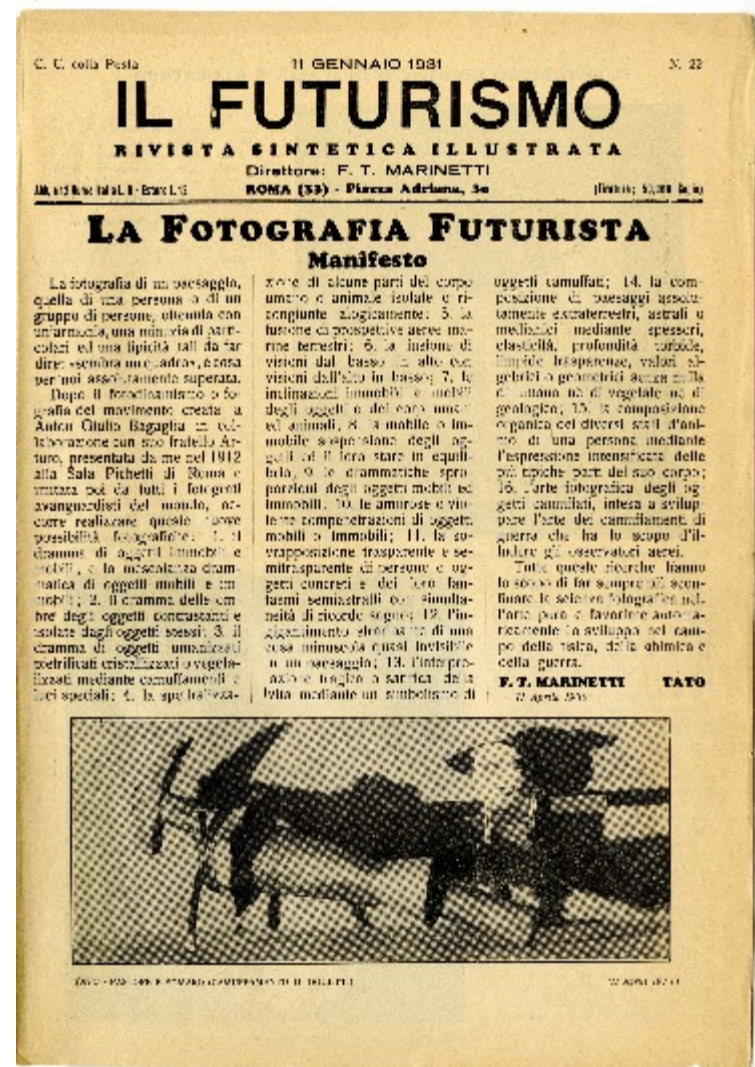 C. C. colla Posta
11 GENNAIO 1931
N. 22
IL FUTURISMO
RIVISTA SINTETICA ILLUSTRATA
Direttore: F. T. MARINETTI
ROMA (33) - Piazza Adriana, 30
LA FOTOGRAFIA FUTURISTA
Manifesto
La fotografia di un paesaggio,
quella di una persona o di un
gruppo di persone, ottenuta con
un'armonia, una minuzia di parti-
colari ed una tipicità tali da far
dire: «sembra un quadro», è cosa
per noi assolutamente superata.
Dopo il fotodinamismo o fo-
grafia del movimento creata da
Anton Giulio Bragaglia in col-
laborazione con suo fratello Ar-
turo, presentata da me nel 1912
alla Sala Pichetti di Roma e
imitata poi da tutti i fotografi
avanguardisti del mondo, oc-
corre realizzare queste nuove
possibilità fotografiche: 1. il
dramma di oggetti immobili e
mobili, e la mescolanza dram-
matica di oggetti mobili e im-
mobili; 2. il dramma delle om-
bre degli oggetti contrastanti e
isolate dagli oggetti stessi; 3. il
dramma di oggetti umanizzati
pietrificati cristallizzati o vegeta-
lizzati mediante camuffamenti e
luci speciali; 4. la spettralizza-
zione di alcune parti del corpo
umano o animale isolate o ri-
congiunte alogicamente; 5. la
fusione di prospettive aeree ma-
rine terrestri; 6. la fusione di
visioni dal basso in alto con
visioni dall'alto in basso; 7. le
inclinazioni immobili e mobili
degli oggetti o dei corpi umani
ed animali; 8. la mobile o im-
mobile sospensione degli og-
getti ed il loro stare in equili-
brio; 9. le drammatiche spro-
porzioni degli oggetti mobili ed
immobili; 10. le amorose o vio-
lente compenetrazioni di oggetti
mobili o immobili; 11. la so-
vrapposizione trasparente e se-
mitrasparente di persone e og-
getti concreti e dei loro fan-
tasmi semiastratti con simulta-
neità di ricordo sogno; 12. l'in-
gigantimento straripante di una
cosa minuscola quasi invisibile
in un paesaggio; 13. l'interpre-
tazione tragica o satirica della
vita mediante un simbolismo di
oggetti camuffati; 14. la com-
posizione di paesaggi assolu-
tamente extraterrestri, astrali o
medianici mediante spessori,
elasticità, profondità torbide,
limpide trasparenze, valori al-
gebrici o geometrici senza nulla
di umano nè di vegetale nè di
geologico; 15. la composizione
organica dei diversi stati d'ani-
mo di una persona mediante
l'espressione intensificata delle
più tipiche parti del suo corpo;
16. l'arte fotografica degli og-
getti camuffati, intesa a svilup-
pare l'arte dei camuffamenti di
guerra che ha lo scopo d'il-
ludere gli osservatori aerei.
Tutte queste ricerche hanno
lo scopo di far sempre più scon-
finare la scienza fotografica nel-
l'arte pura e favorirne automa-
ticamente lo sviluppo nel cam-
po della fisica, della chimica e
della guerra.
F. T. MARINETTI TATO
11 Aprile